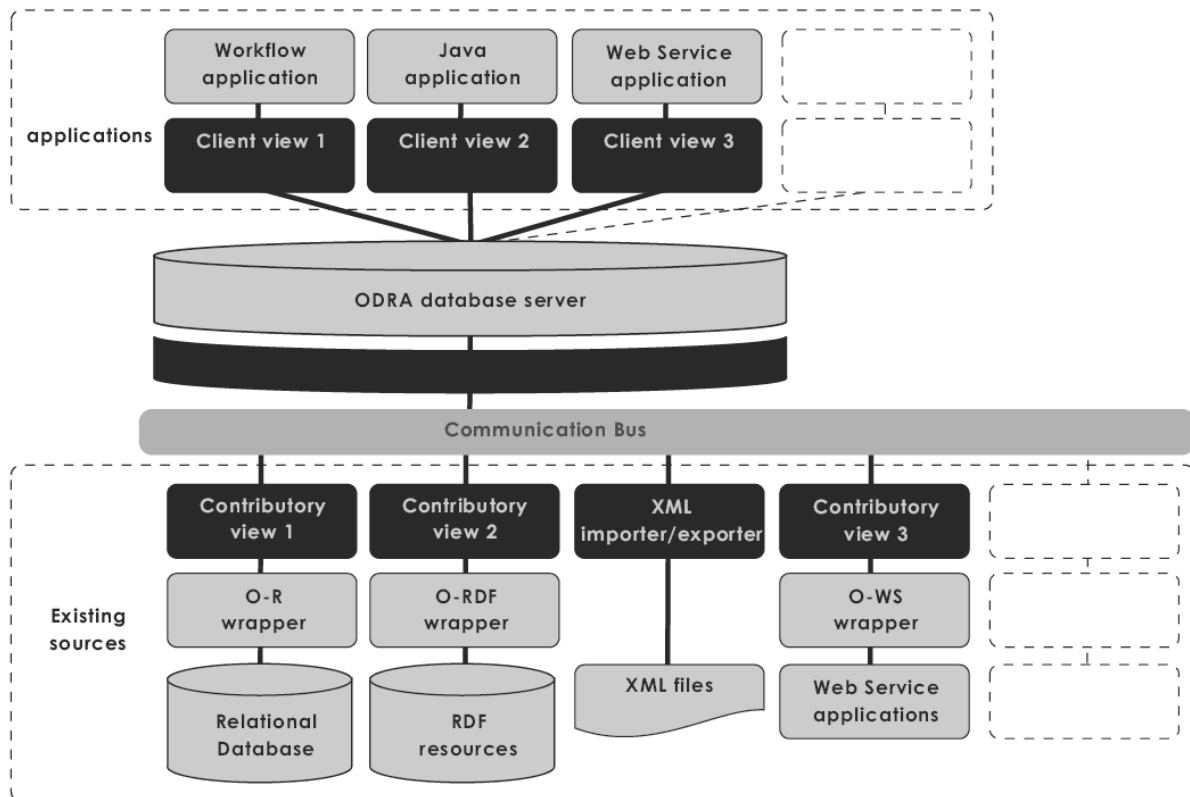 Workflow
application
Java
application
Web Service
application
applications
Client view 1
Client view 2
Client view 3
ODRA database server
Communication Bus
Contributory
view 1
Contributory
view 2
XML
importer/exporter
Contributory
view 3
Existing
sources
O-R
wrapper
O-RDF
wrapper
O-WS
wrapper
Relational
Database
RDF
resources
XML files
Web Service
applications